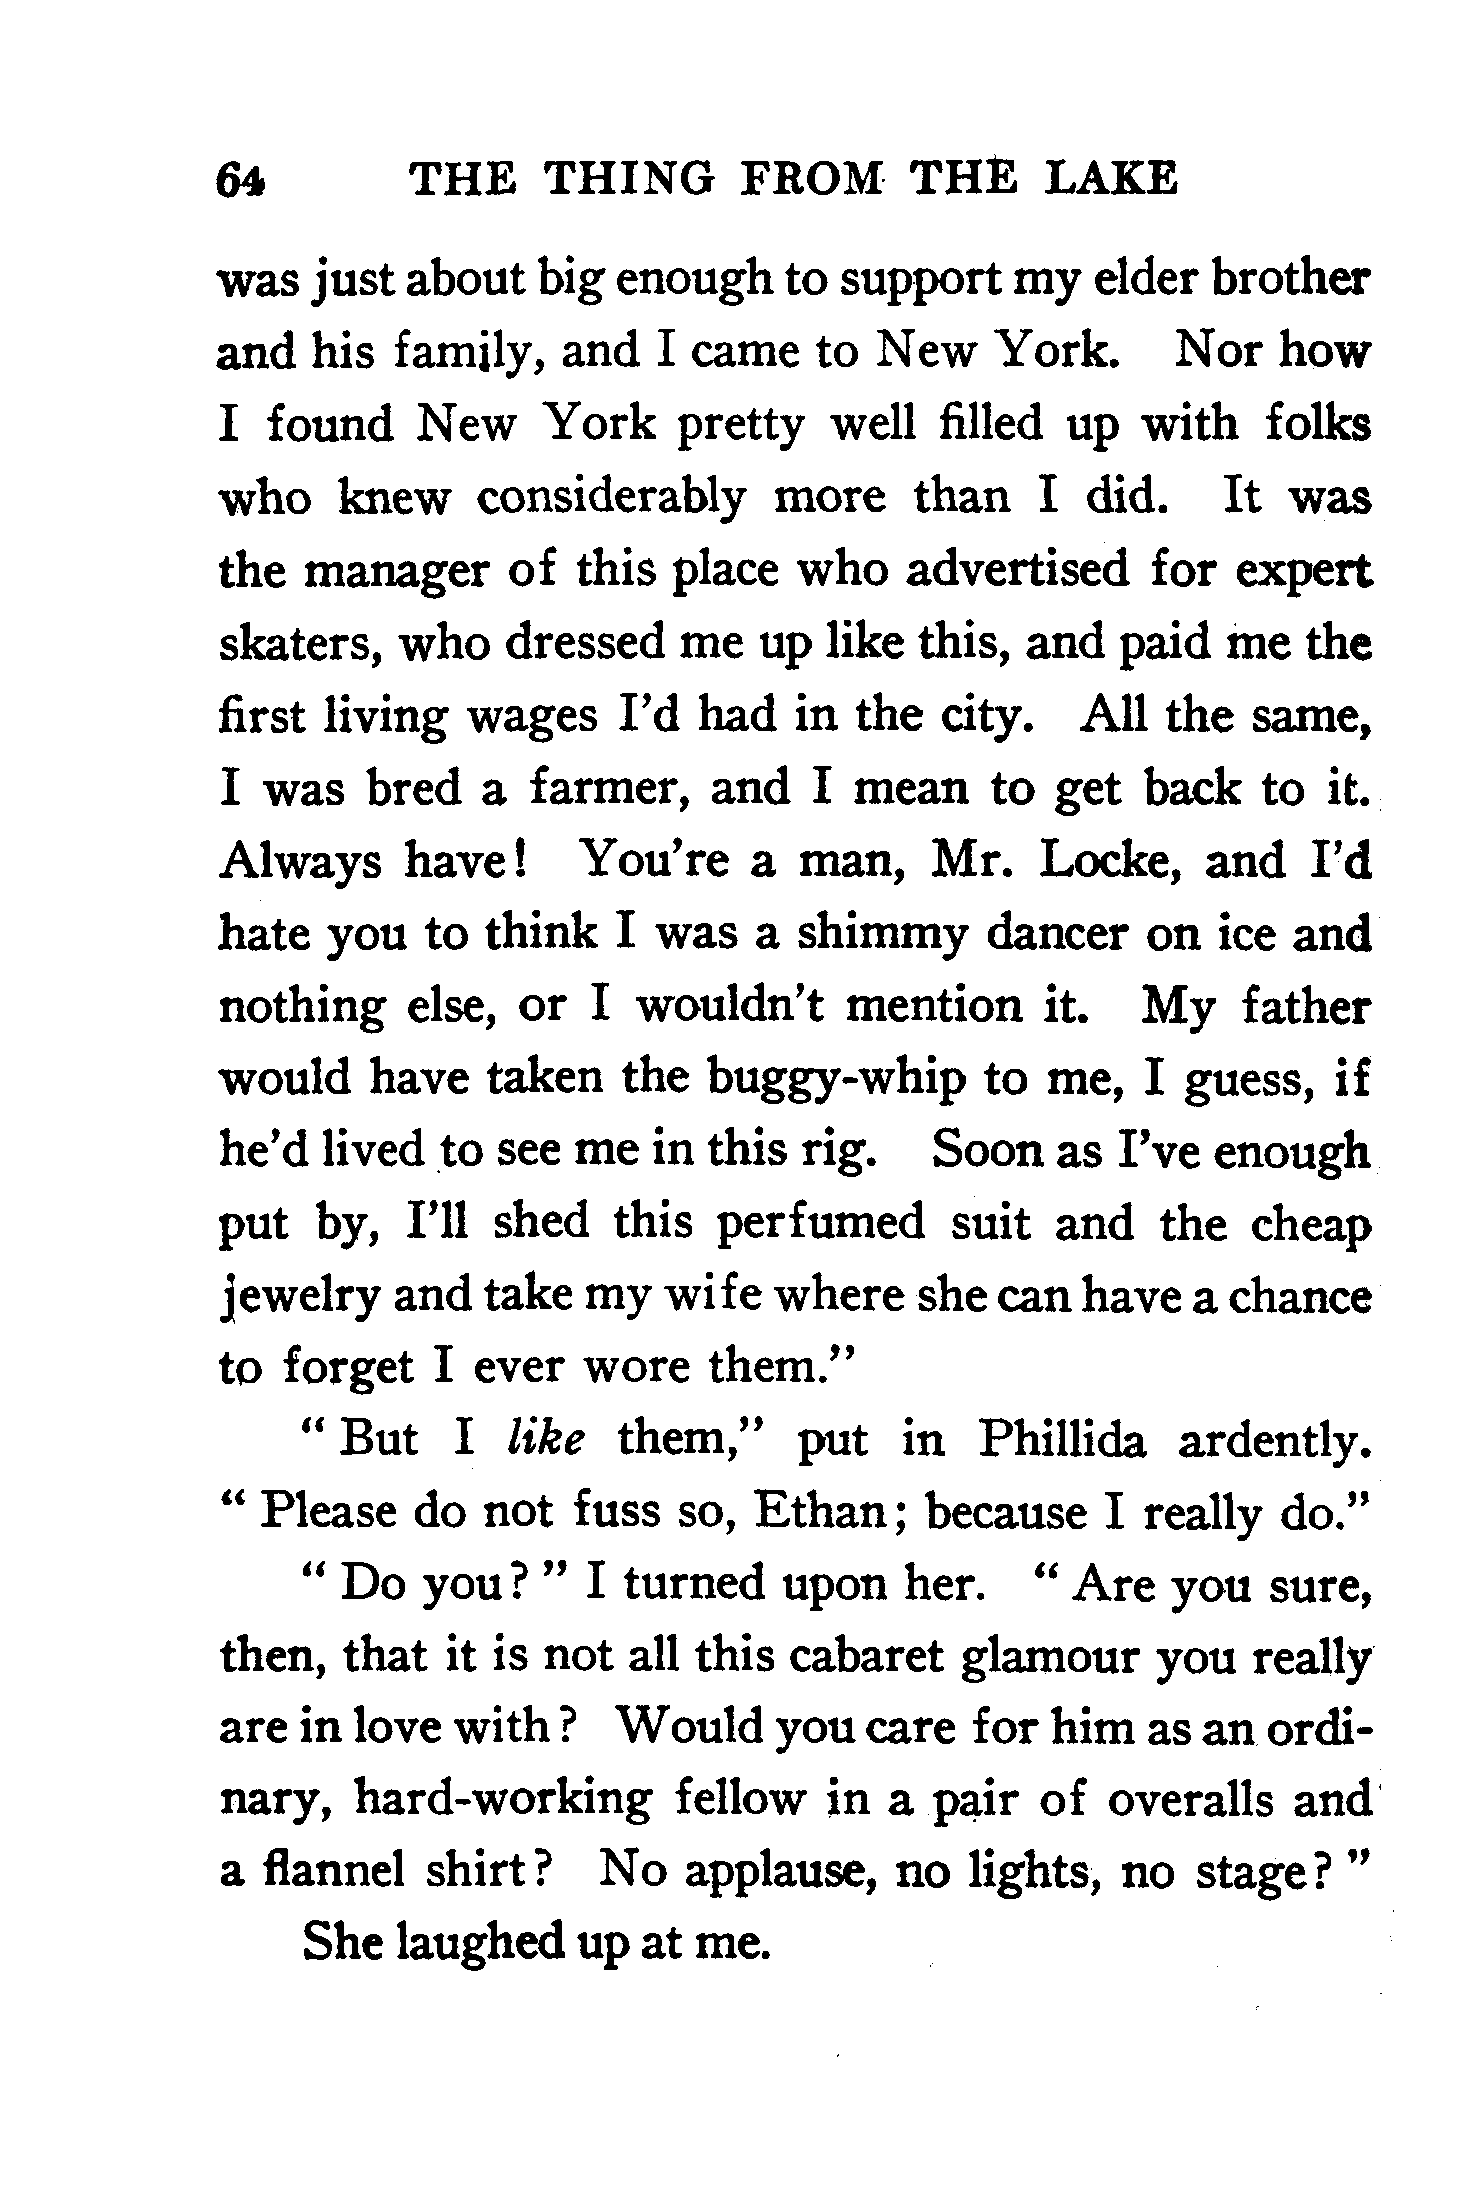 64 THE THING FROM THE LAKE
was just about big enough to support my elder brother
and his family, and I came to New York. Nor how
I found New York pretty well filled up with folks
who knew considerably more than I did. It was
the manager of this place who advertised for expert
skaters, who dressed me up like this, and paid me the
first living wages I'd had in the city. All the same,
I was bred a farmer, and I mean to get back to it.
Always have! You're a man, Mr. Locke, and I'd
hate you to think I was a shimmy dancer on ice and
nothing else, or I wouldn't mention it. My father
would have taken the buggy-whip to me, I guess, if
he'd lived to see me in this rig. Soon as I've enough
put by, I'll shed this perfumed suit and the cheap
jewelry and take my wife where she can have a chance
to forget I ever wore them."
"But I like them," put in Phillida ardently.
"Please do not fuss so, Ethan; because I really do."
"Do you?" I turned upon her. "Are you sure,
then, that it is not all this cabaret glamour you really
are in love with? Would you care for him as an ordi-
nary, hard-working fellow in a pair of overalls and
a flannel shirt? No applause, no lights, no stage?"
She laughed up at me.